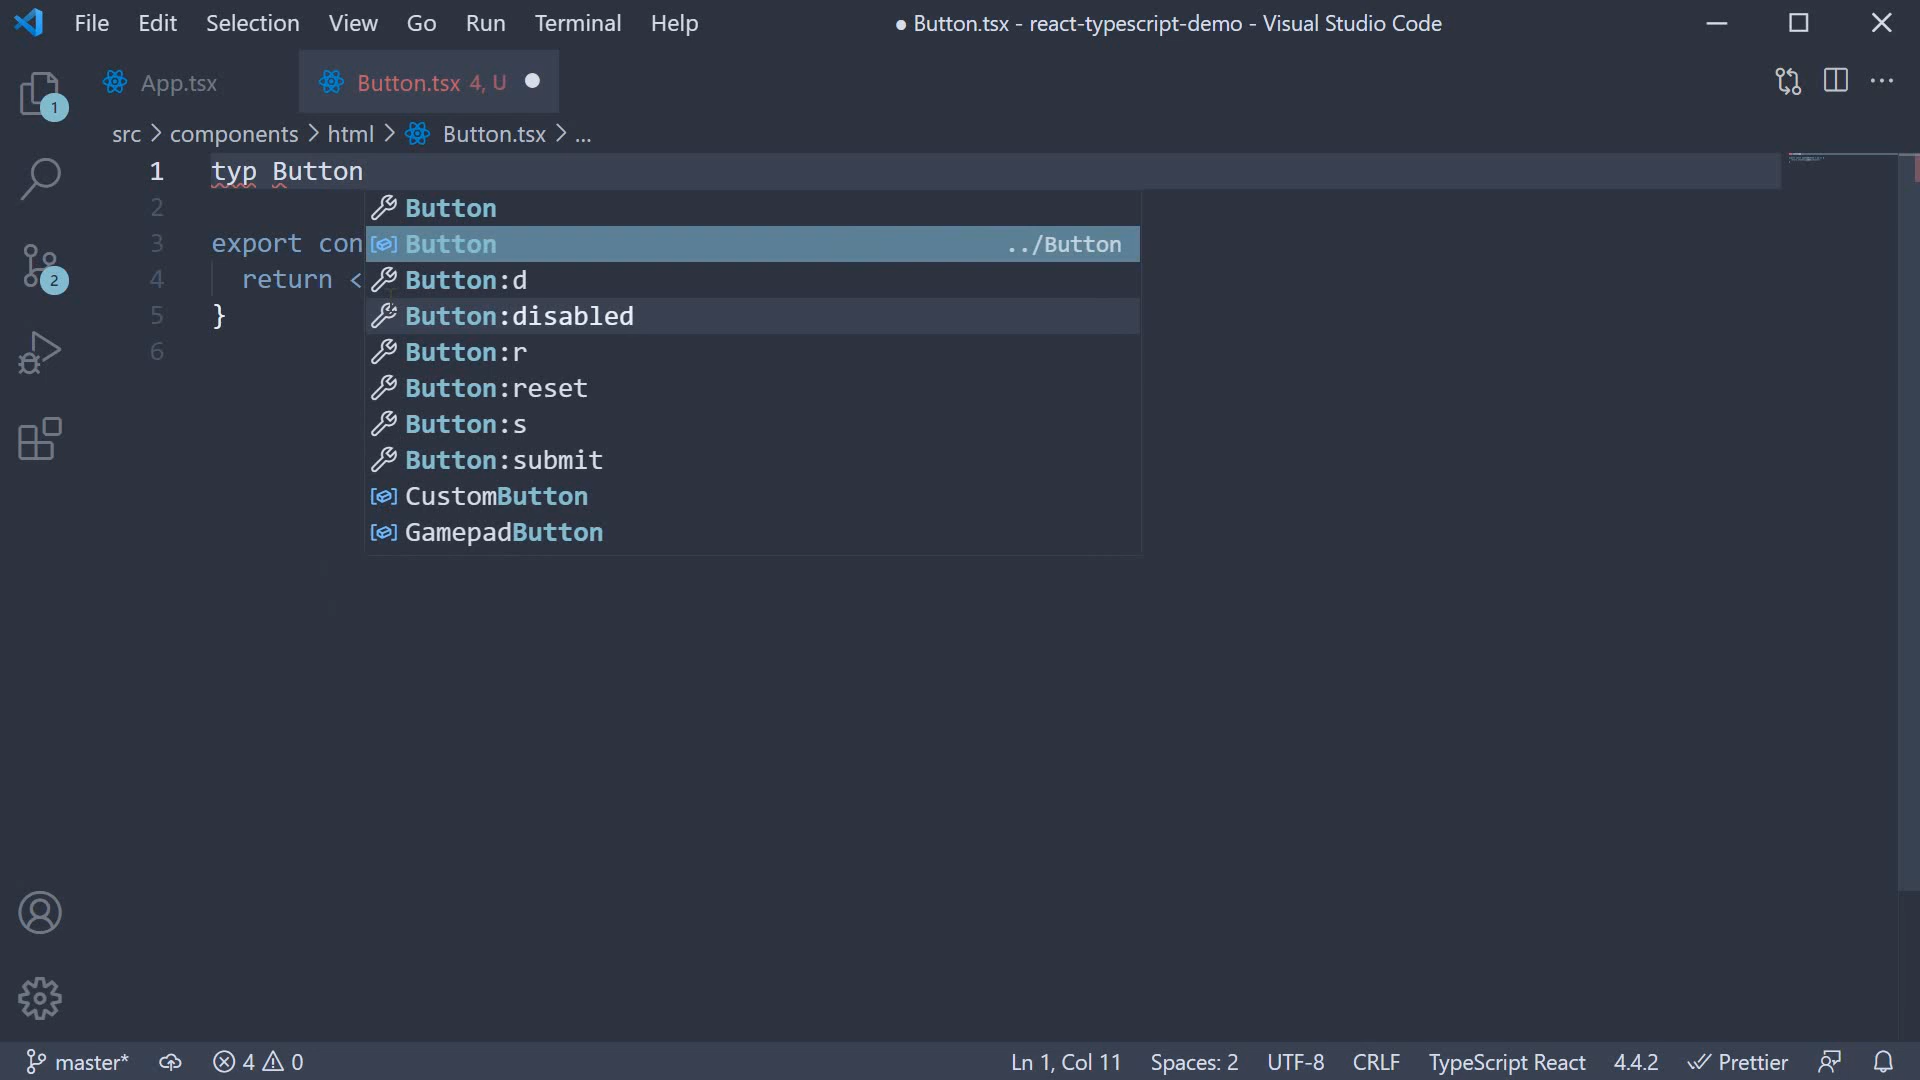 File Edit Selection View Go Run Terminal Help ● Button.tsx - react-typescript-demo - Visual Studio Code
App.tsx Button.tsx 4, U
1
src > components > html > Button.tsx > ...
1 typ Button
2 Button
3 export con Button ../Button
4 return < Button:d
5 } Button:disabled
6 Button:r
Button:reset
Button:s
Button:submit
CustomButton
GamepadButton
2
master* 4 0 Ln 1, Col 11 Spaces: 2 UTF-8 CRLF TypeScript React 4.4.2 Prettier